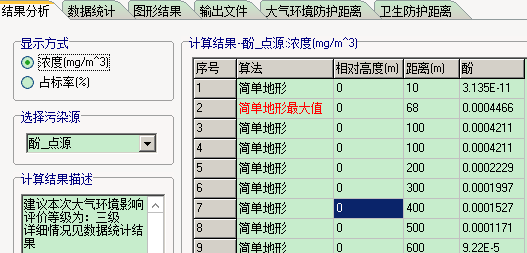 结果分析 数据统计 图形结果 输出文件 大气环境防护距离 卫生防护距离
显示方式
浓度(mg/m^3)
占标率(%)
选择污染源
酚_点源
计算结果描述
建议本次大气环境影响
评价等级为：三级
详细情况见数据统计结
果
计算结果-酚_点源:浓度(mg/m^3)
序号 算法 相对高度(m) 距离(m) 酚
1 简单地形 0 10 3.135E-11
2 简单地形最大值 0 68 0.0004466
3 简单地形 0 100 0.0004211
4 简单地形 0 100 0.0004211
5 简单地形 0 200 0.0002229
6 简单地形 0 300 0.0001997
7 简单地形 0 400 0.0001527
8 简单地形 0 500 0.0001171
9 简单地形 0 600 9.22E-5